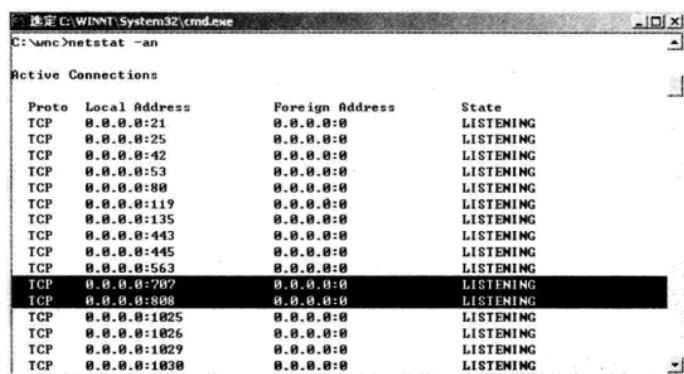 选定 C:\WINNT\System32\cmd.exe
C:\wnc>netstat -an
Active Connections
Proto Local Address Foreign Address State
TCP 0.0.0.0:21 0.0.0.0:0 LISTENING
TCP 0.0.0.0:25 0.0.0.0:0 LISTENING
TCP 0.0.0.0:42 0.0.0.0:0 LISTENING
TCP 0.0.0.0:53 0.0.0.0:0 LISTENING
TCP 0.0.0.0:80 0.0.0.0:0 LISTENING
TCP 0.0.0.0:119 0.0.0.0:0 LISTENING
TCP 0.0.0.0:135 0.0.0.0:0 LISTENING
TCP 0.0.0.0:443 0.0.0.0:0 LISTENING
TCP 0.0.0.0:445 0.0.0.0:0 LISTENING
TCP 0.0.0.0:563 0.0.0.0:0 LISTENING
TCP 0.0.0.0:707 0.0.0.0:0 LISTENING
TCP 0.0.0.0:808 0.0.0.0:0 LISTENING
TCP 0.0.0.0:1025 0.0.0.0:0 LISTENING
TCP 0.0.0.0:1026 0.0.0.0:0 LISTENING
TCP 0.0.0.0:1029 0.0.0.0:0 LISTENING
TCP 0.0.0.0:1030 0.0.0.0:0 LISTENING